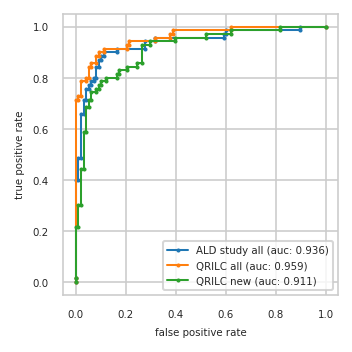 1.0
0.8
0.6
0.4
0.2
0.0
true positive rate
ALD study all (auc: 0.936)
QRILC all (auc: 0.959)
QRILC new (auc: 0.911)
0.0 0.2 0.4 0.6 0.8 1.0
false positive rate